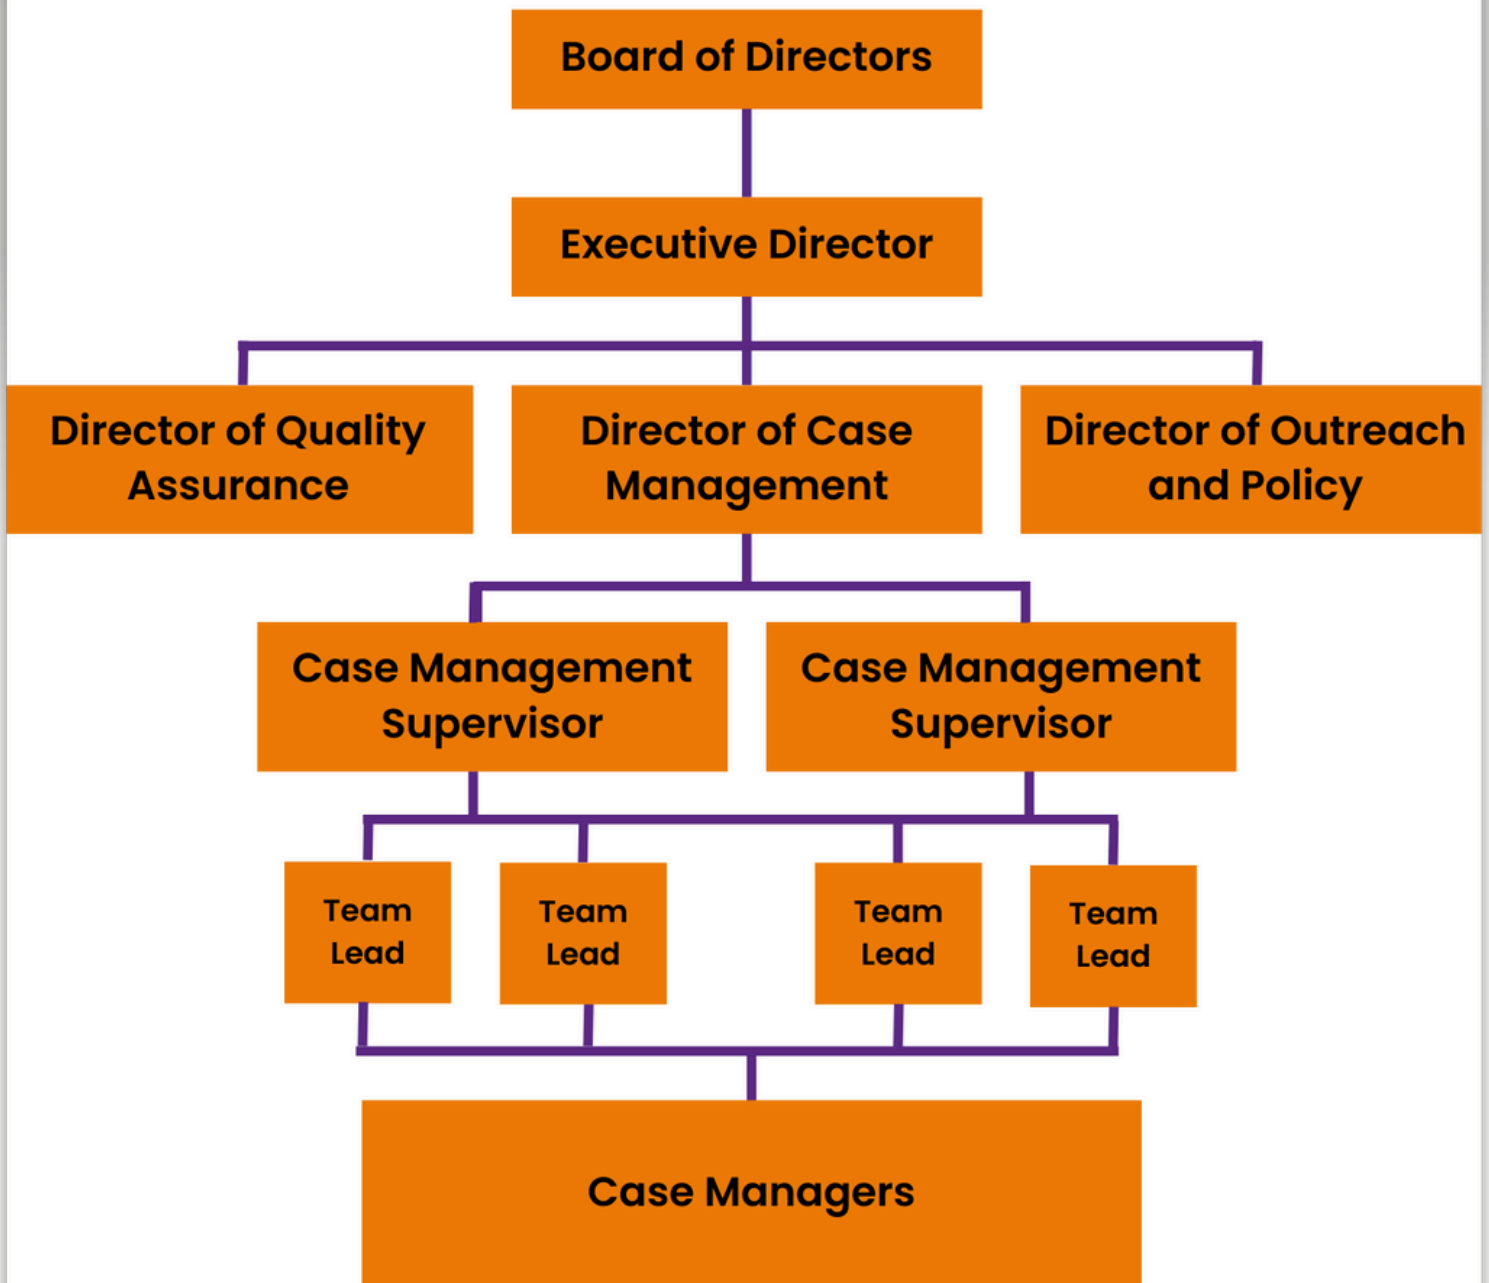 Board of Directors
Executive Director
Director of Quality
Assurance
Director of Case
Management
Director of Outreach
and Policy
Case Management
Supervisor
Case Management
Supervisor
Team
Lead
Team
Lead
Team
Lead
Team
Lead
Case Managers